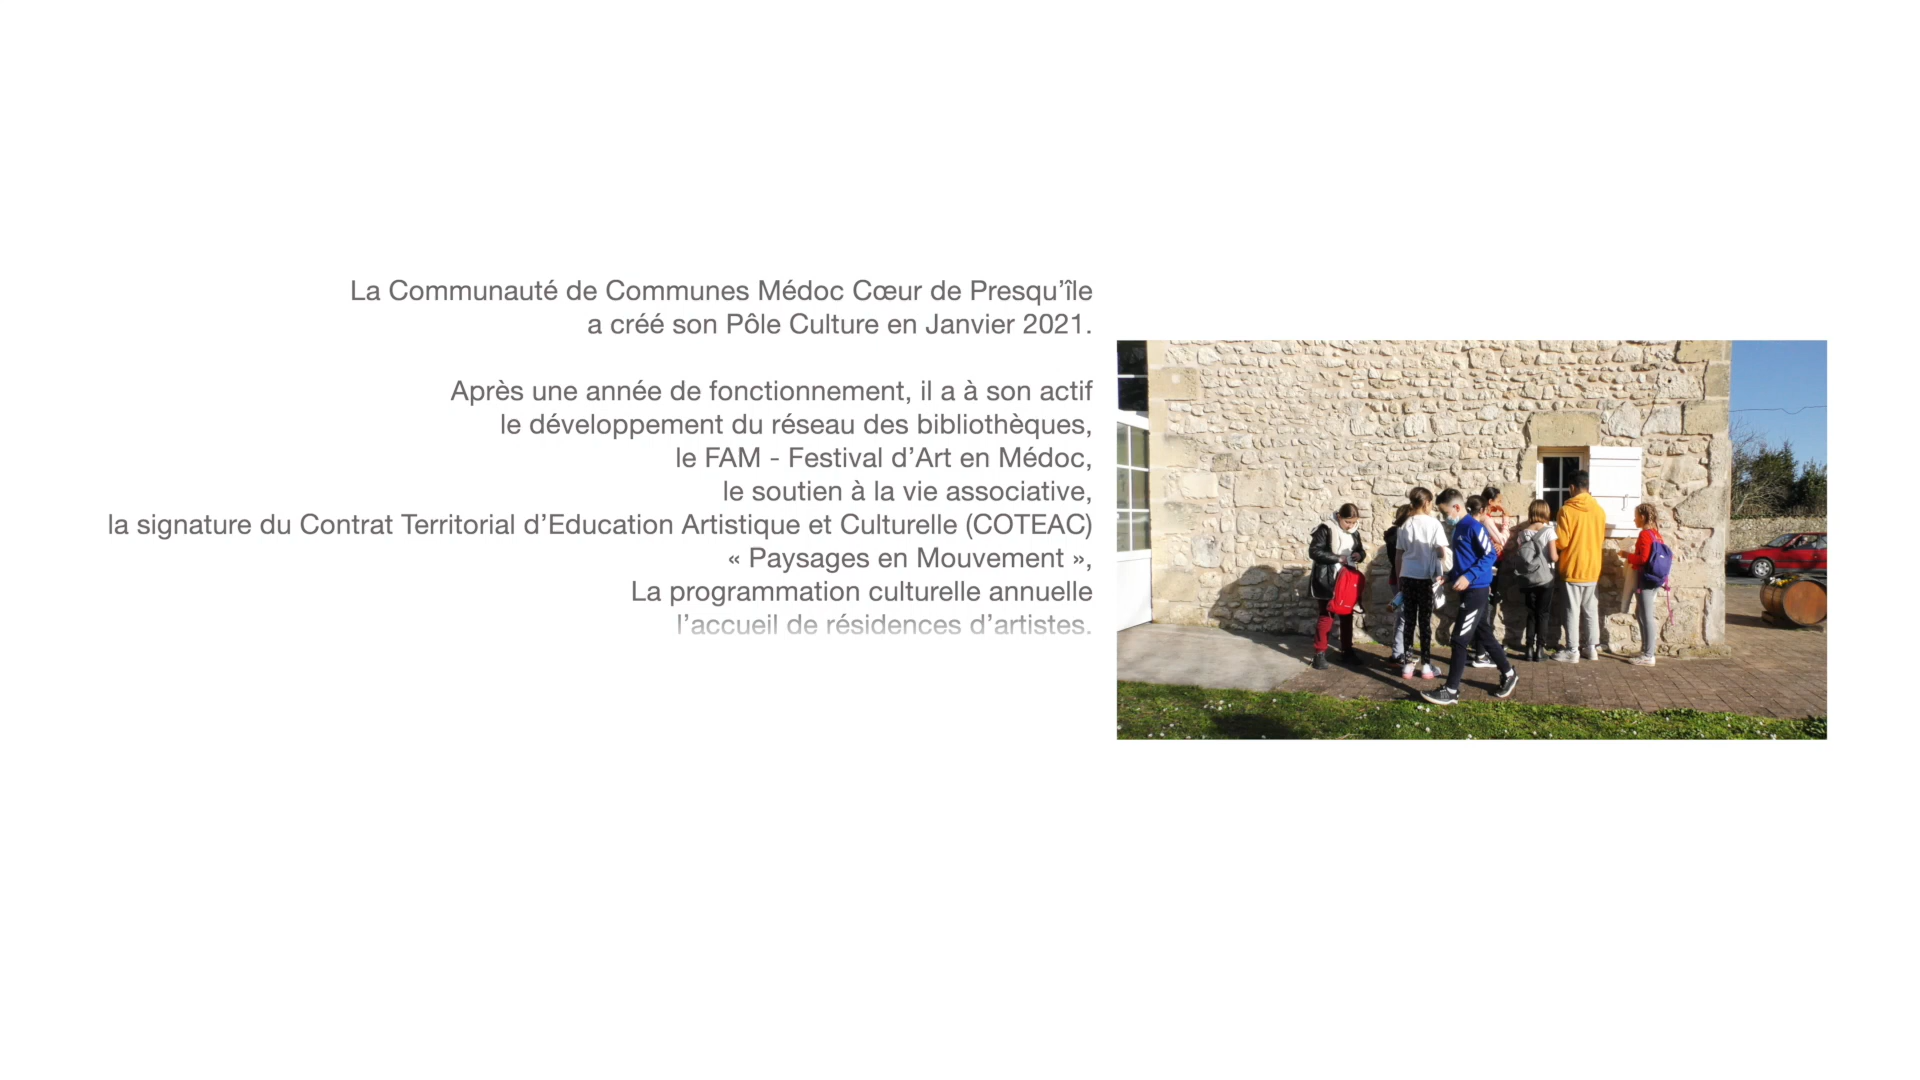 La Communauté de Communes Médoc Cœur de Presqu’île
a créé son Pôle Culture en Janvier 2021.
Après une année de fonctionnement, il a à son actif
le développement du réseau des bibliothèques,
le FAM - Festival d’Art en Médoc,
le soutien à la vie associative,
la signature du Contrat Territorial d’Education Artistique et Culturelle (COTEAC)
« Paysages en Mouvement »,
La programmation culturelle annuelle
l’accueil de résidences d’artistes.